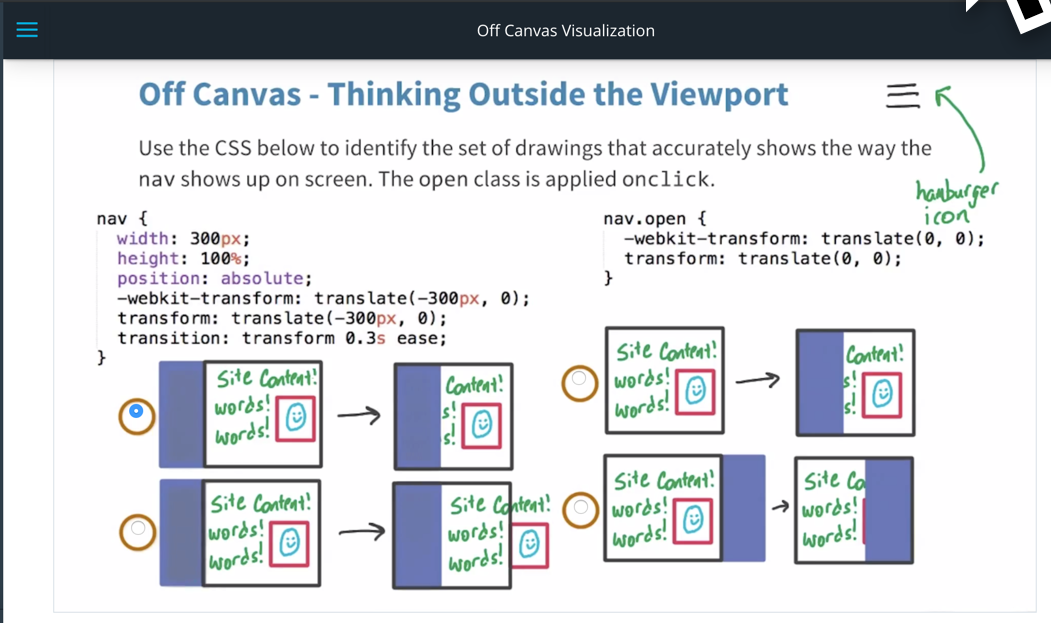 Off Canvas Visualization
Off Canvas - Thinking Outside the Viewport
Use the CSS below to identify the set of drawings that accurately shows the way the
nav shows up on screen. The open class is applied onclick.
hamburger
icon
nav {
width: 300px;
height: 100%;
position: absolute;
-webkit-transform: translate(-300px, 0);
transform: translate(-300px, 0);
transition: transform 0.3s ease;
}
nav.open {
-webkit-transform: translate(0, 0);
transform: translate(0, 0);
}
Site Content!
words!
words!
Content!
s!
s!
Site Content!
words!
words!
Content!
s!
s!
Site Content!
words!
words!
Site Content!
words!
words!
Site Content!
words!
words!
Site Co
words!
words!